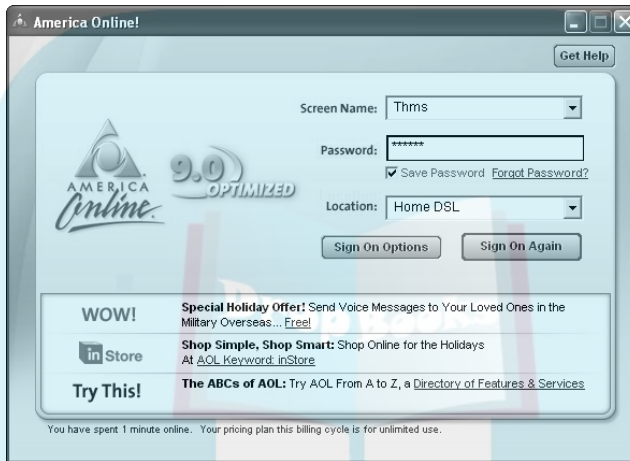 America Online!
Get Help
Screen Name: Thms
Password: ******
Save Password Forgot Password?
Location: Home DSL
Sign On Options Sign On Again
AMERICA
Online.
9.0
OPTIMIZED
WOW!
Special Holiday Offer! Send Voice Messages to Your Loved Ones in the
Military Overseas... Free!
in Store
Shop Simple, Shop Smart: Shop Online for the Holidays
At AOL Keyword: inStore
Try This!
The ABCs of AOL: Try AOL From A to Z, a Directory of Features & Services
You have spent 1 minute online. Your pricing plan this billing cycle is for unlimited use.